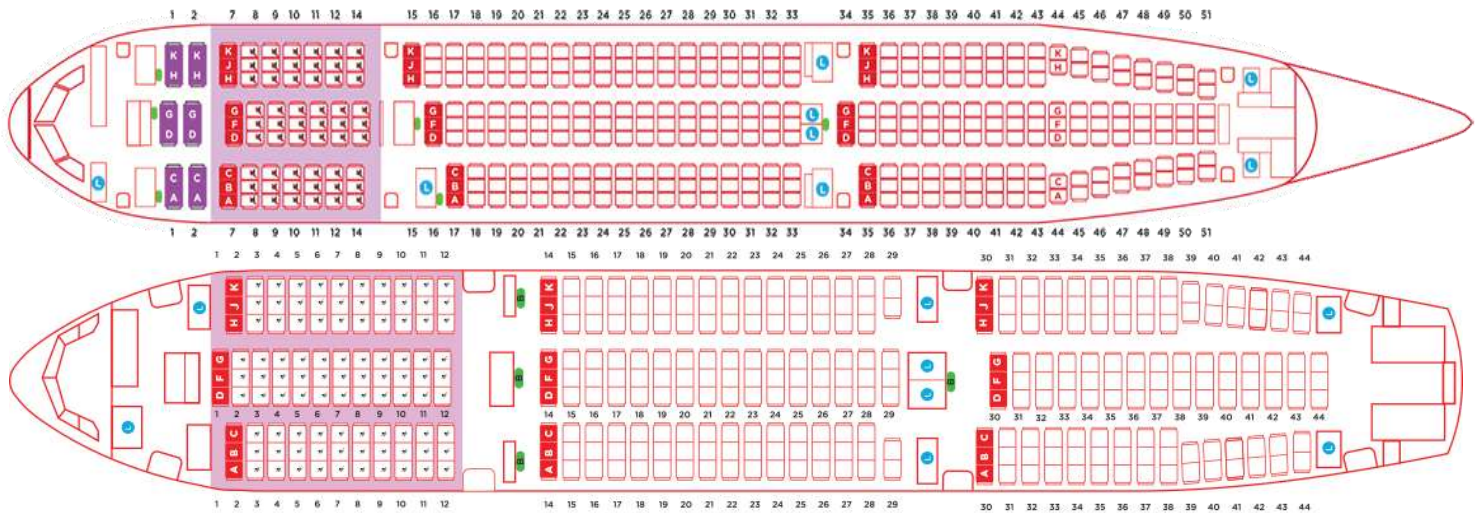 1 2 7 8 9 10 11 12 14 15 16 17 18 19 20 21 22 23 24 25 26 27 28 29 30 31 32 33 34 35 36 37 38 39 40 41 42 43 44 45 46 47 48 49 50 51
K K K K K K
J J L J
H H H H H H L
G G G G G G L
F F F F
D D D D D D L
C C C C C C L
L B L B L B
A A A A A A
1 2 7 8 9 10 11 12 14 15 16 17 18 19 20 21 22 23 24 25 26 27 28 29 30 31 32 33 34 35 36 37 38 39 40 41 42 43 44 45 46 47 48 49 50 51
1 2 3 4 5 6 7 8 9 10 11 12 14 15 16 17 18 19 20 21 22 23 24 25 26 27 28 29 30 31 32 33 34 35 36 37 38 39 40 41 42 43 44
K K K
L J B J L J L
H H H
G G L G
F B F B F
D D L D
1 2 3 4 5 6 7 8 9 10 11 12 14 15 16 17 18 19 20 21 22 23 24 25 26 27 28 29 30 31 32 33 34 35 36 37 38 39 40 41 42 43 44
L C C C
B B B L B L
A A A
1 2 3 4 5 6 7 8 9 10 11 12 14 15 16 17 18 19 20 21 22 23 24 25 26 27 28 29 30 31 32 33 34 35 36 37 38 39 40 41 42 43 44